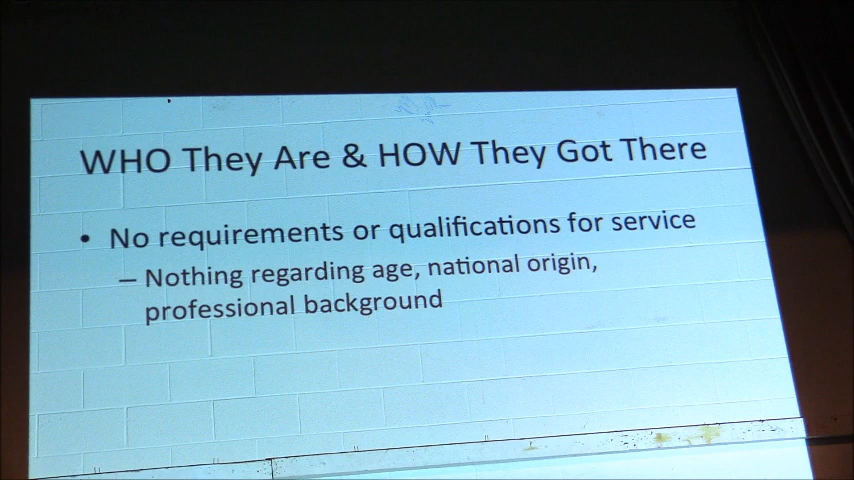 WHO They Are & HOW They Got There
• No requirements or qualifications for service
– Nothing regarding age, national origin,
professional background